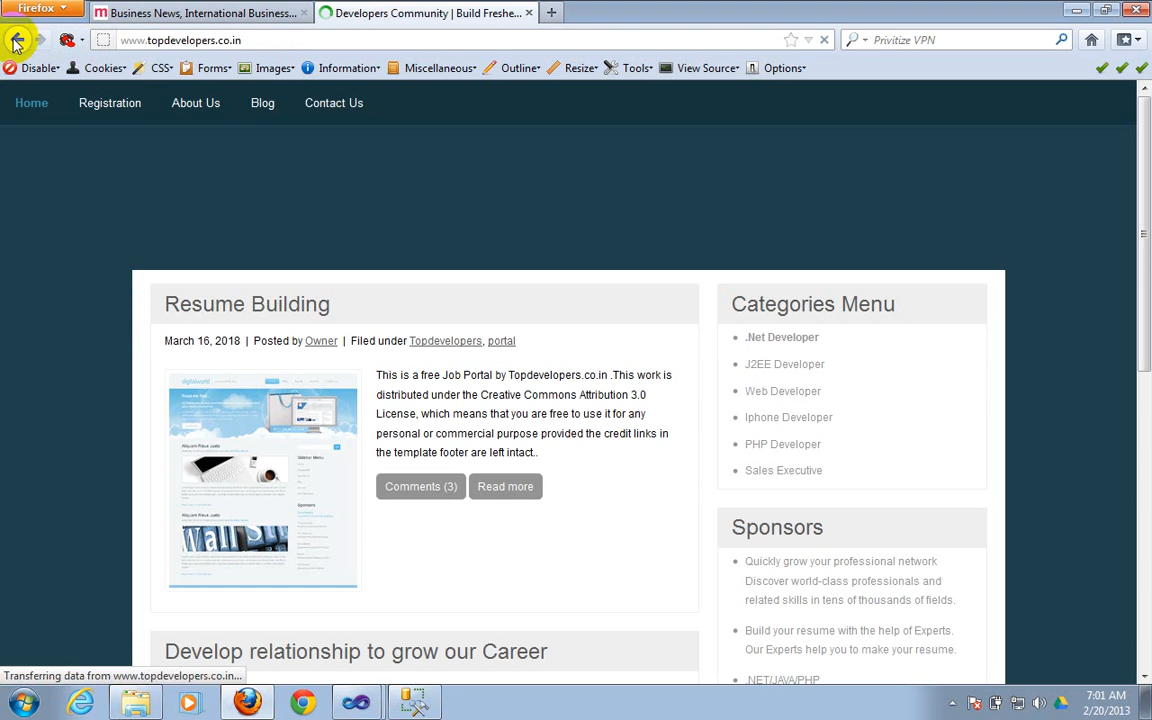 Firefox
Business News, International Business...
Developers Community | Build Freshe...
www.topdevelopers.co.in
Privitize VPN
Disable
Cookies
CSS
Forms
Images
Information
Miscellaneous
Outline
Resize
Tools
View Source
Options
Home
Registration
About Us
Blog
Contact Us
Resume Building
March 16, 2018 | Posted by Owner | Filed under Topdevelopers, portal
This is a free Job Portal by Topdevelopers.co.in .This work is
distributed under the Creative Commons Attribution 3.0
License, which means that you are free to use it for any
personal or commercial purpose provided the credit links in
the template footer are left intact..
Comments (3)
Read more
Develop relationship to grow our Career
Categories Menu
.Net Developer
J2EE Developer
Web Developer
Iphone Developer
PHP Developer
Sales Executive
Sponsors
Quickly grow your professional network
Discover world-class professionals and
related skills in tens of thousands of fields.
Build your resume with the help of Experts.
Our Experts help you to make your resume.
.NET/JAVA/PHP
Transferring data from www.topdevelopers.co.in...
7:01 AM
2/20/2013